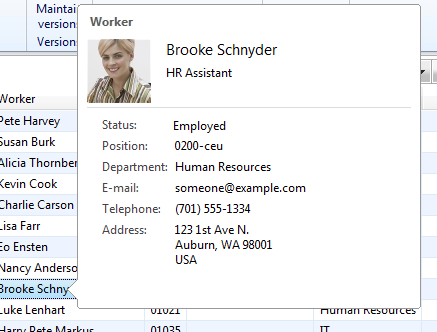 Maintain
versions
Versions
Worker
Brooke Schnyder
HR Assistant
Status: Employed
Position: 0200-ceu
Department: Human Resources
E-mail: someone@example.com
Telephone: (701) 555-1334
Address: 123 1st Ave N.
Auburn, WA 98001
USA
Worker
Pete Harvey
Susan Burk
Alicia Thornber
Kevin Cook
Charlie Carson
Lisa Farr
Eo Ensten
Nancy Anderso
Brooke Schny
Luke Lenhart 01021 Human Resources
Harry Pete Markus 01035 IT